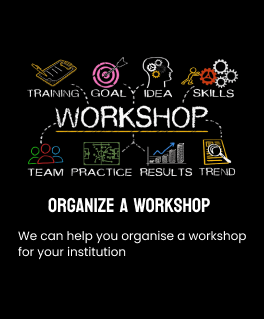 TRAINING GOAL IDEA SKILLS
WORKSHOP
TEAM PRACTICE RESULTS TREND
ORGANIZE A WORKSHOP
We can help you organise a workshop
for your institution